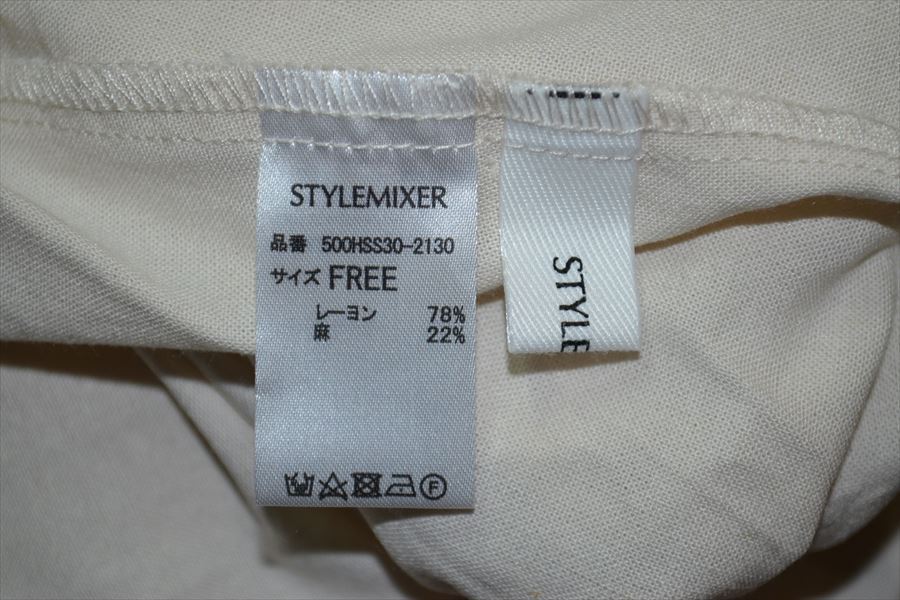 STYLEMIXER
品番 500HSS30-2130
サイズ FREE
レーヨン 78%
麻 22%
F
STYLE